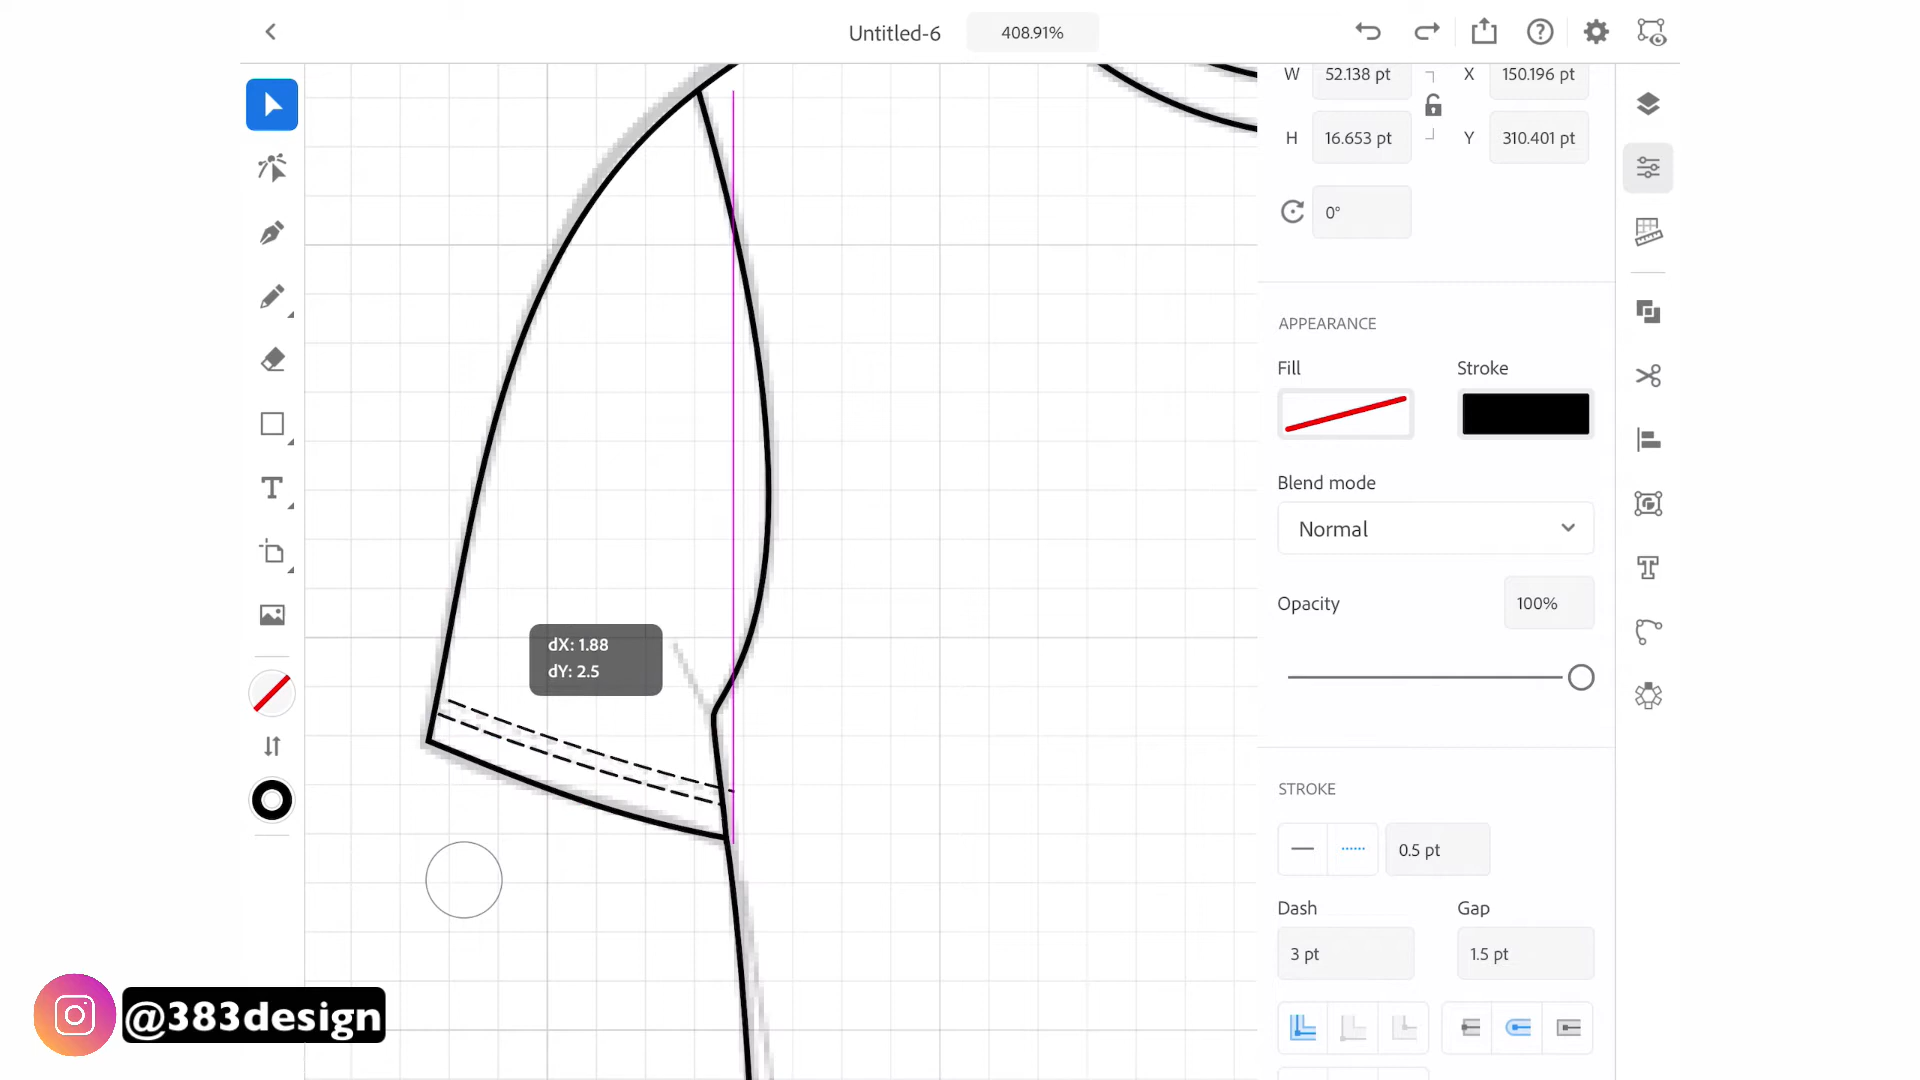 Untitled-6
408.91%
W 52.138 pt X 150.196 pt
H 16.653 pt Y 310.401 pt
0°
APPEARANCE
Fill Stroke
Blend mode
Normal
Opacity 100%
dX: 1.88
dY: 2.5
STROKE
0.5 pt
Dash Gap
3 pt 1.5 pt
@383design